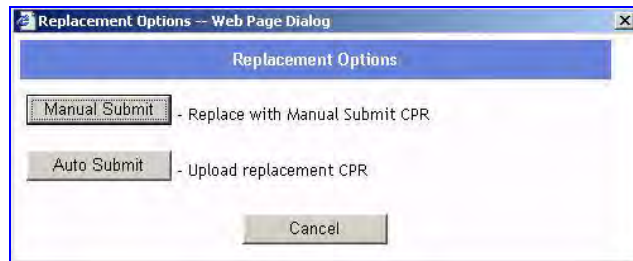 Replacement Options -- Web Page Dialog
Replacement Options
Manual Submit - Replace with Manual Submit CPR
Auto Submit - Upload replacement CPR
Cancel